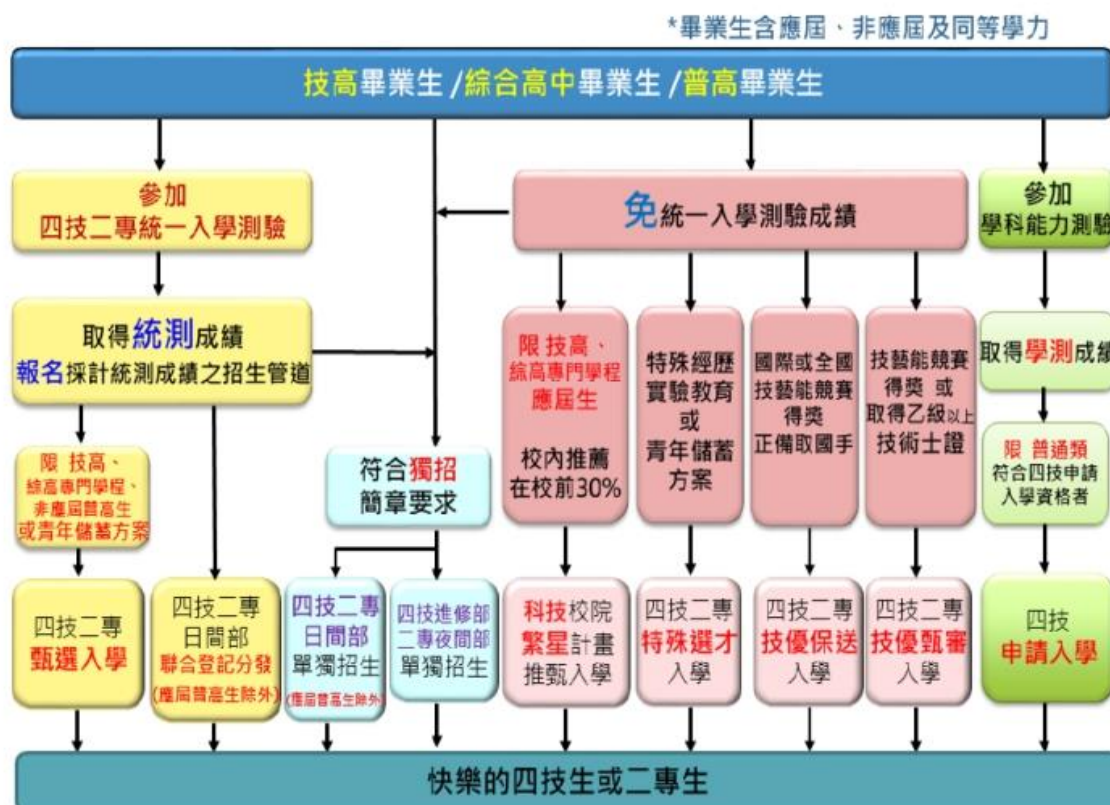 *畢業生含應屆、非應屆及同等學力
技高畢業生 /綜合高中畢業生 /普高畢業生
參加
四技二專統一入學測驗
免統一入學測驗成績
參加
學科能力測驗
取得統測成績
報名採計統測成績之招生管道
限 技高、
綜高專門學程
應屆生
校內推薦
在校前30%
特殊經歷
實驗教育
或
青年儲蓄
方案
國際或全國
技藝能競賽
得獎
正備取國手
技藝能競賽
得獎 或
取得乙級以上
技術士證
取得學測成績
限 技高、
綜高專門學程、
非應屆普高生
或青年儲蓄方案
符合獨招
簡章要求
限 普通類
符合四技申請
入學資格者
四技二專
甄選入學
四技二專
日間部
聯合登記分發
(應屆普高生除外)
四技二專
日間部
單獨招生
(應屆普高生除外)
四技進修部
二專夜間部
單獨招生
科技校院
繁星計畫
推甄入學
四技二專
特殊選才
入學
四技二專
技優保送
入學
四技二專
技優甄審
入學
四技
申請入學
快樂的四技生或二專生